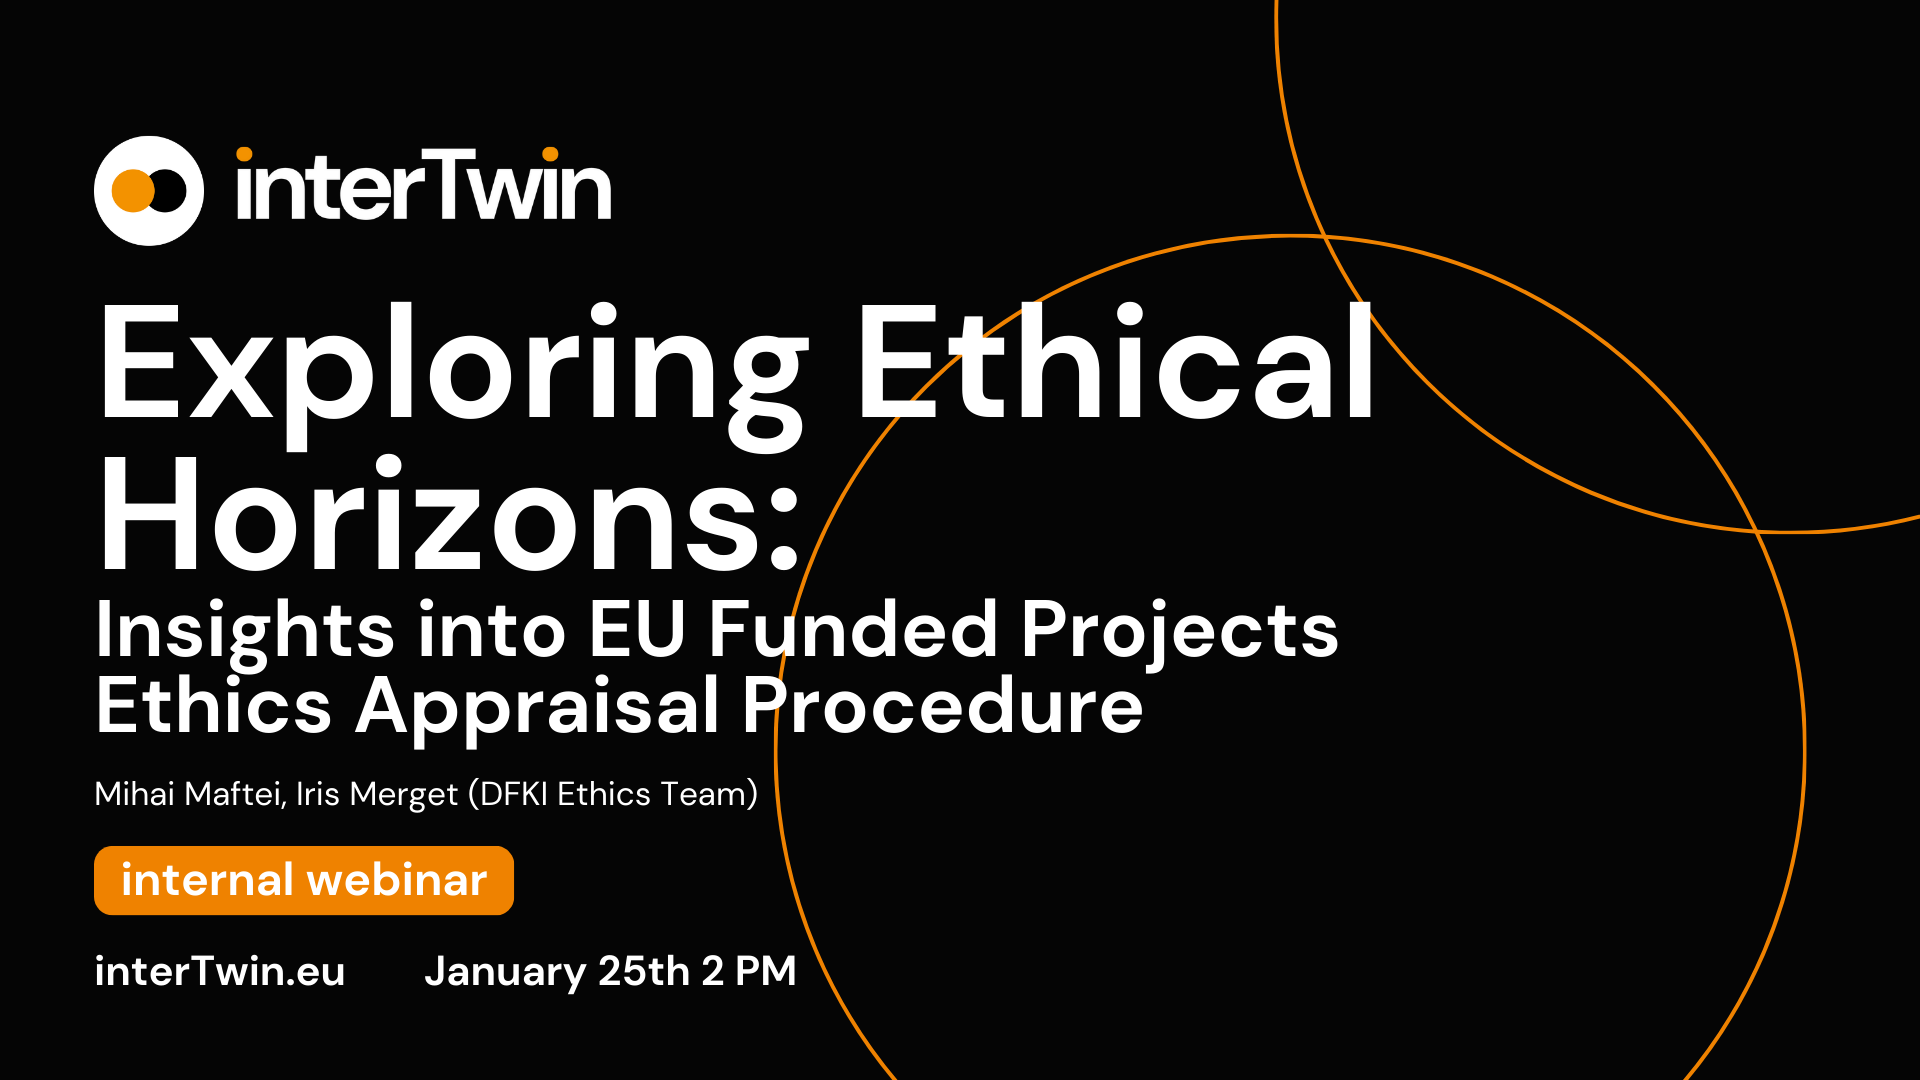 interTwin
Exploring Ethical
Horizons:
Insights into EU Funded Projects
Ethics Appraisal Procedure
Mihai Maftei, Iris Merget (DFKI Ethics Team)
internal webinar
interTwin.eu January 25th 2 PM